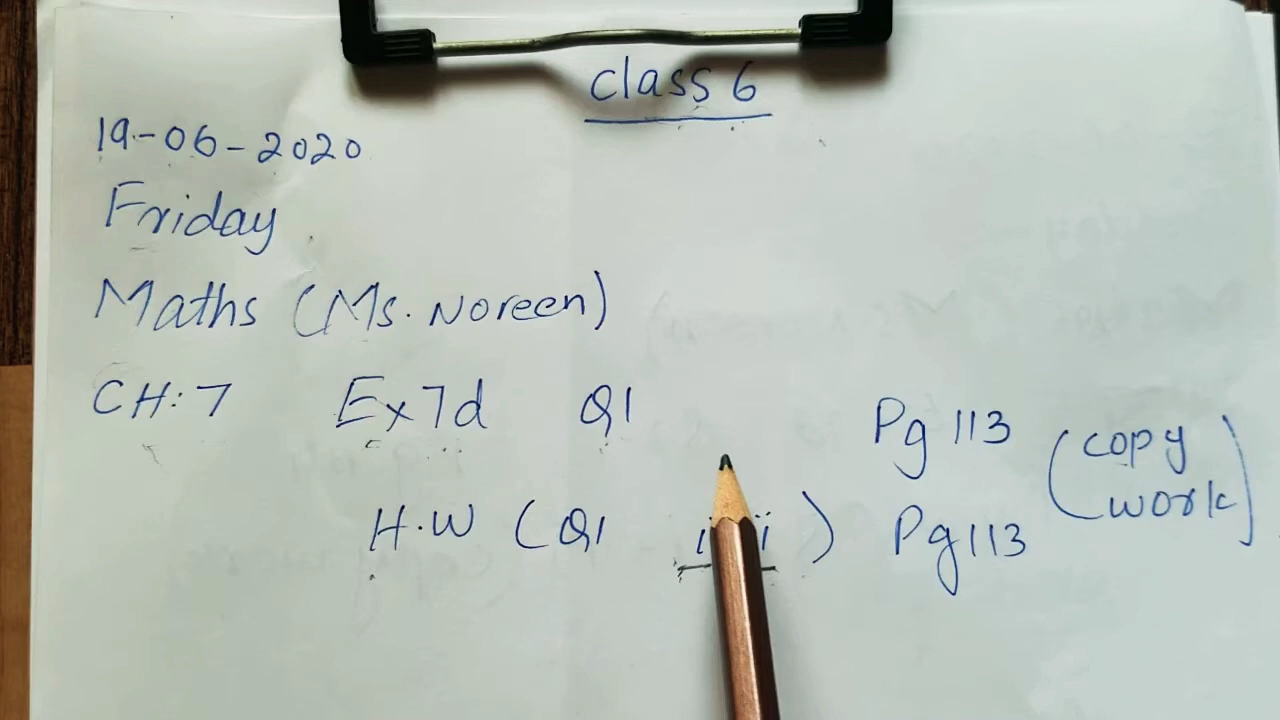 class 6
19-06-2020
Friday
Maths (Ms. Noreen)
CH: 7 Ex 7d Q1 Pg 113 (copy work)
H.W (Q1 ) Pg 113